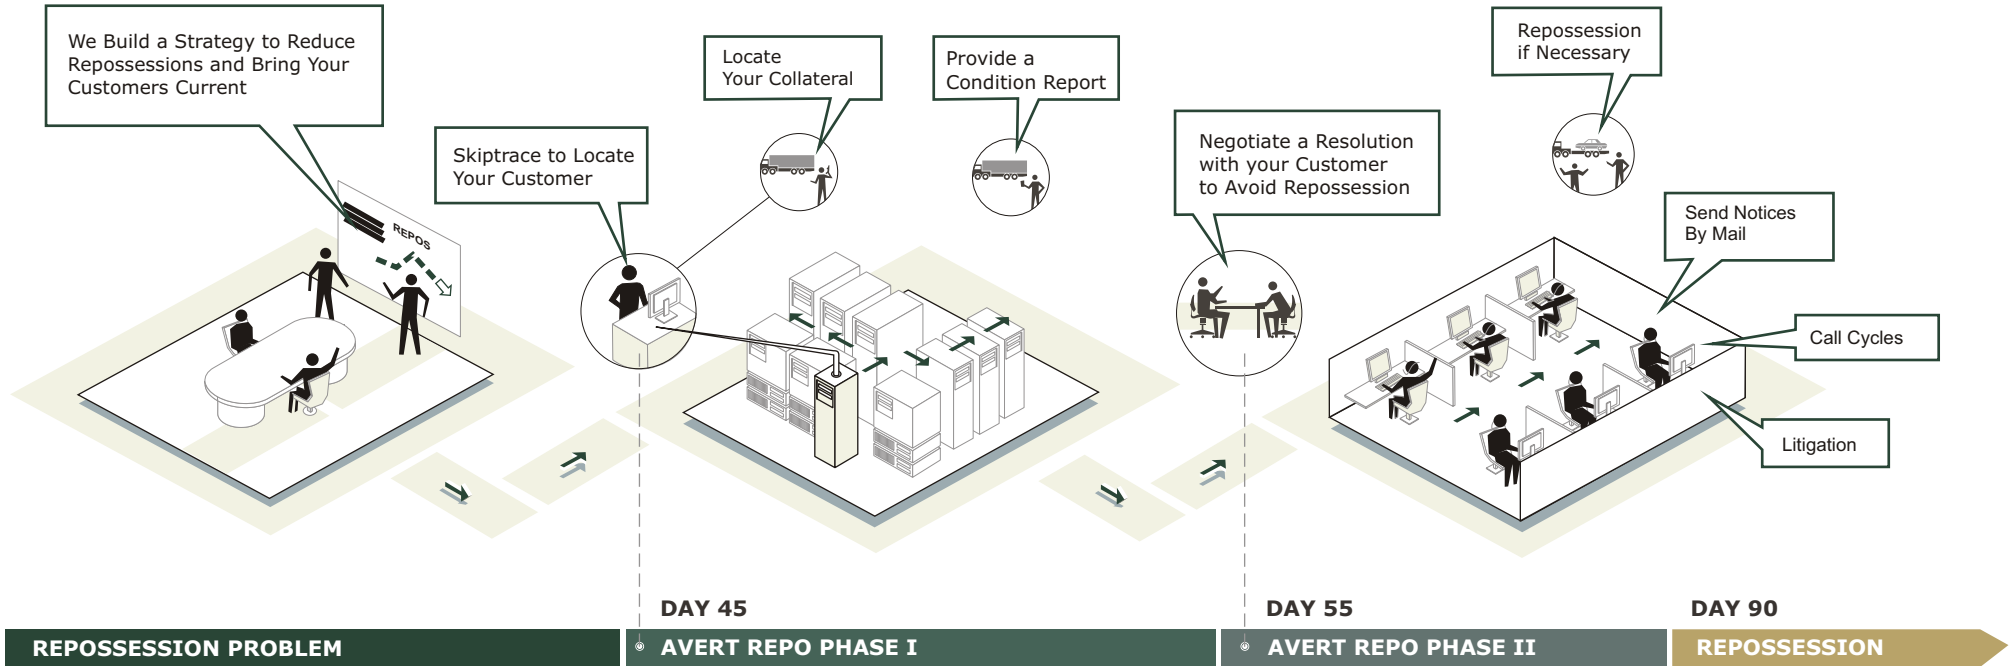 We Build a Strategy to Reduce
Repossessions and Bring Your
Customers Current
Skiptrace to Locate
Your Customer
Locate
Your Collateral
Provide a
Condition Report
Negotiate a Resolution
with your Customer
to Avoid Repossession
Repossession
if Necessary
Send Notices
By Mail
Call Cycles
Litigation
REPOS
DAY 45
DAY 55
DAY 90
REPOSSESSION PROBLEM
AVERT REPO PHASE I
AVERT REPO PHASE II
REPOSSESSION